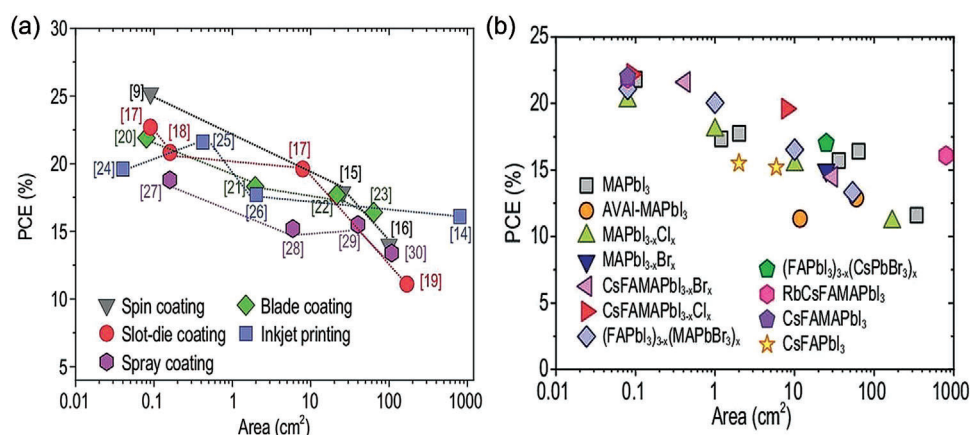 (a)
30
25
20
15
10
5
PCE (%)
[9]
[17]
[20]
[18]
[25]
[24]
[27]
[21]
[26]
[28]
[17]
[15]
[22]
[23]
[29]
[16]
[30]
[19]
[14]
Spin coating
Slot-die coating
Spray coating
Blade coating
Inkjet printing
0.01 0.1 1 10 100 1000
Area (cm²)
(b)
25
20
15
10
5
0
PCE (%)
MAPbI₃
AVAI-MAPbI₃
MAPbI₃₋ₓClₓ
MAPbI₃₋ₓBrₓ
CsFAMAPbI₃₋ₓBrₓ
CsFAMAPbI₃₋ₓClₓ
(FAPbI₃)₃₋ₓ(MAPbBr₃)ₓ
(FAPbI₃)₃₋ₓ(CsPbBr₃)ₓ
RbCsFAMAPbI₃
CsFAMAPbI₃
CsFAPbI₃
0.01 0.1 1 10 100 1000
Area (cm²)